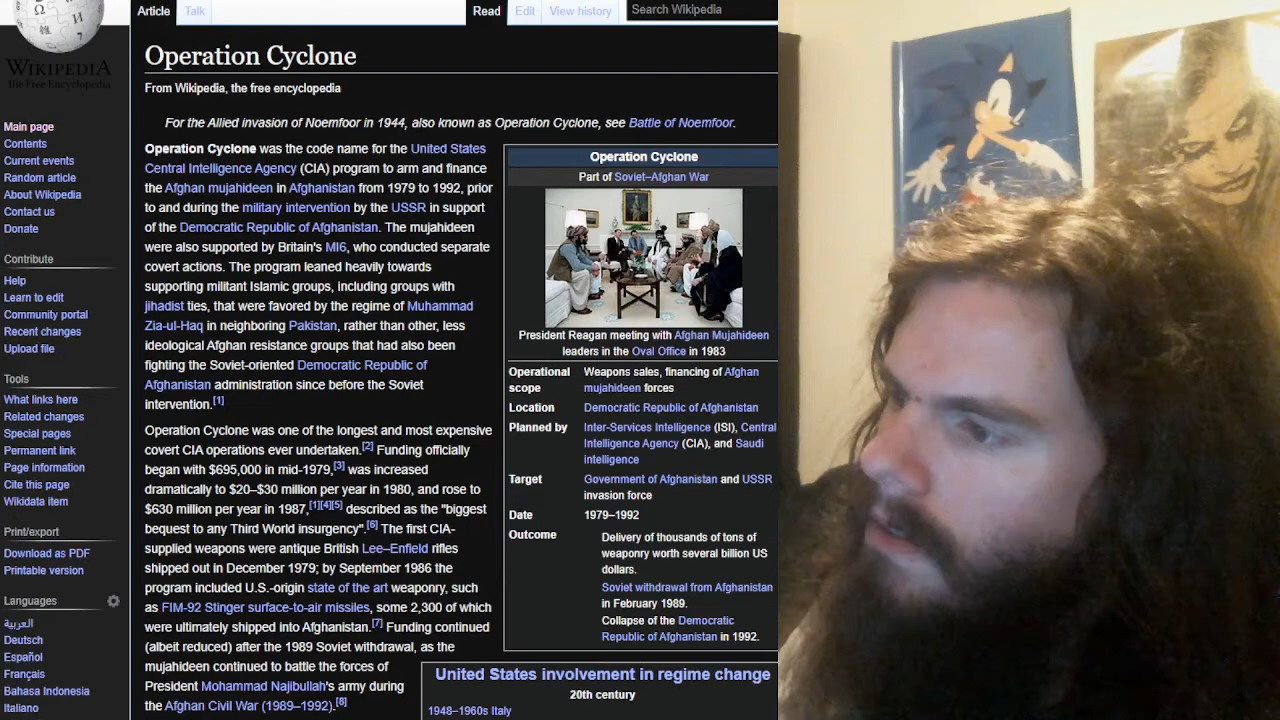 Article
Talk
Read
Edit
View history
Search Wikipedia
WIKIPEDIA
The Free Encyclopedia
Main page
Contents
Current events
Random article
About Wikipedia
Contact us
Donate
Contribute
Help
Learn to edit
Community portal
Recent changes
Upload file
Tools
What links here
Related changes
Special pages
Permanent link
Page information
Cite this page
Wikidata item
Print/export
Download as PDF
Printable version
Languages
العربية
Deutsch
Español
Français
Bahasa Indonesia
Italiano
Operation Cyclone
From Wikipedia, the free encyclopedia
For the Allied invasion of Noemfoor in 1944, also known as Operation Cyclone, see Battle of Noemfoor.
Operation Cyclone was the code name for the United States
Central Intelligence Agency (CIA) program to arm and finance
the Afghan mujahideen in Afghanistan from 1979 to 1992, prior
to and during the military intervention by the USSR in support
of the Democratic Republic of Afghanistan. The mujahideen
were also supported by Britain's MI6, who conducted separate
covert actions. The program leaned heavily towards
supporting militant Islamic groups, including groups with
jihadist ties, that were favored by the regime of Muhammad
Zia-ul-Haq in neighboring Pakistan, rather than other, less
ideological Afghan resistance groups that had also been
fighting the Soviet-oriented Democratic Republic of
Afghanistan administration since before the Soviet
intervention.[1]
Operation Cyclone was one of the longest and most expensive
covert CIA operations ever undertaken.[2] Funding officially
began with $695,000 in mid-1979,[3] was increased
dramatically to $20–$30 million per year in 1980, and rose to
$630 million per year in 1987,[1][4][5] described as the "biggest
bequest to any Third World insurgency".[6] The first CIA-
supplied weapons were antique British Lee–Enfield rifles
shipped out in December 1979; by September 1986 the
program included U.S.-origin state of the art weaponry, such
as FIM-92 Stinger surface-to-air missiles, some 2,300 of which
were ultimately shipped into Afghanistan.[7] Funding continued
(albeit reduced) after the 1989 Soviet withdrawal, as the
mujahideen continued to battle the forces of
President Mohammad Najibullah's army during
the Afghan Civil War (1989–1992).[8]
Operation Cyclone
Part of Soviet–Afghan War
President Reagan meeting with Afghan Mujahideen
leaders in the Oval Office in 1983
Operational Weapons sales, financing of Afghan
scope mujahideen forces
Location Democratic Republic of Afghanistan
Planned by Inter-Services Intelligence (ISI), Central
Intelligence Agency (CIA), and Saudi
intelligence
Target Government of Afghanistan and USSR
invasion force
Date 1979–1992
Outcome Delivery of thousands of tons of
weaponry worth several billion US
dollars.
Soviet withdrawal from Afghanistan
in February 1989.
Collapse of the Democratic
Republic of Afghanistan in 1992.
United States involvement in regime change
20th century
1948–1960s Italy